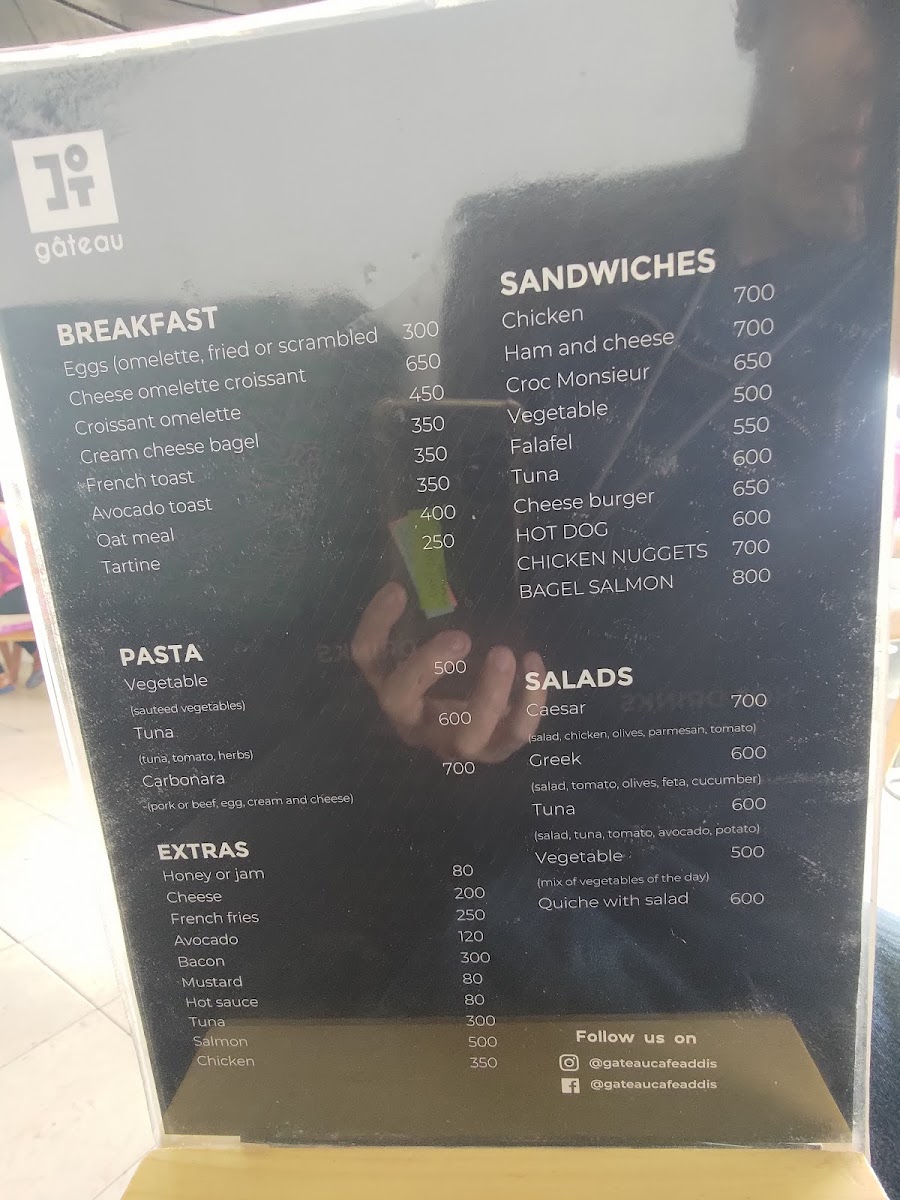 gâteau
BREAKFAST
Eggs (omelette, fried or scrambled 300
Cheese omelette croissant 650
Croissant omelette 450
Cream cheese bagel 350
French toast 350
Avocado toast 350
Oat meal 400
Tartine 250
PASTA
Vegetable 500
(sauteed vegetables)
Tuna 600
(tuna, tomato, herbs)
Carbonara 700
(pork or beef, egg, cream and cheese)
EXTRAS
Honey or jam 80
Cheese 200
French fries 250
Avocado 120
Bacon 300
Mustard 80
Hot sauce 80
Tuna 300
Salmon 500
Chicken 350
SANDWICHES
Chicken 700
Ham and cheese 700
Croc Monsieur 650
Vegetable 500
Falafel 550
Tuna 600
Cheese burger 650
HOT DOG 600
CHICKEN NUGGETS 700
BAGEL SALMON 800
SALADS
Caesar 700
(salad, chicken, olives, parmesan, tomato)
Greek 600
(salad, tomato, olives, feta, cucumber)
Tuna 600
(salad, tuna, tomato, avocado, potato)
Vegetable 500
(mix of vegetables of the day)
Quiche with salad 600
Follow us on
@gateaucafeaddis
@gateaucafeaddis